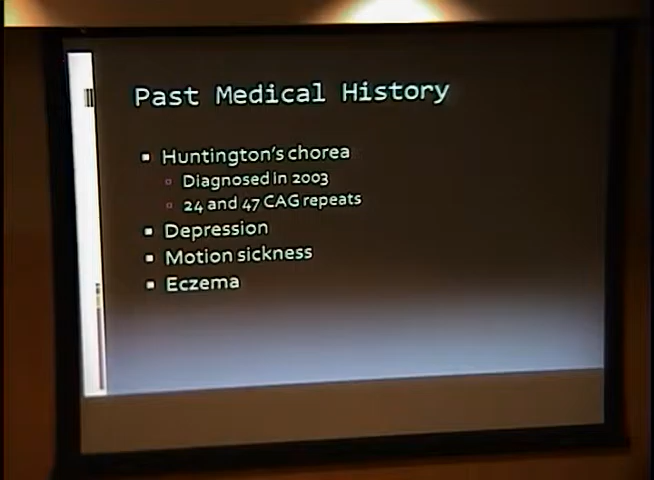 Past Medical History
Huntington's chorea
Diagnosed in 2003
24 and 47 CAG repeats
Depression
Motion sickness
Eczema